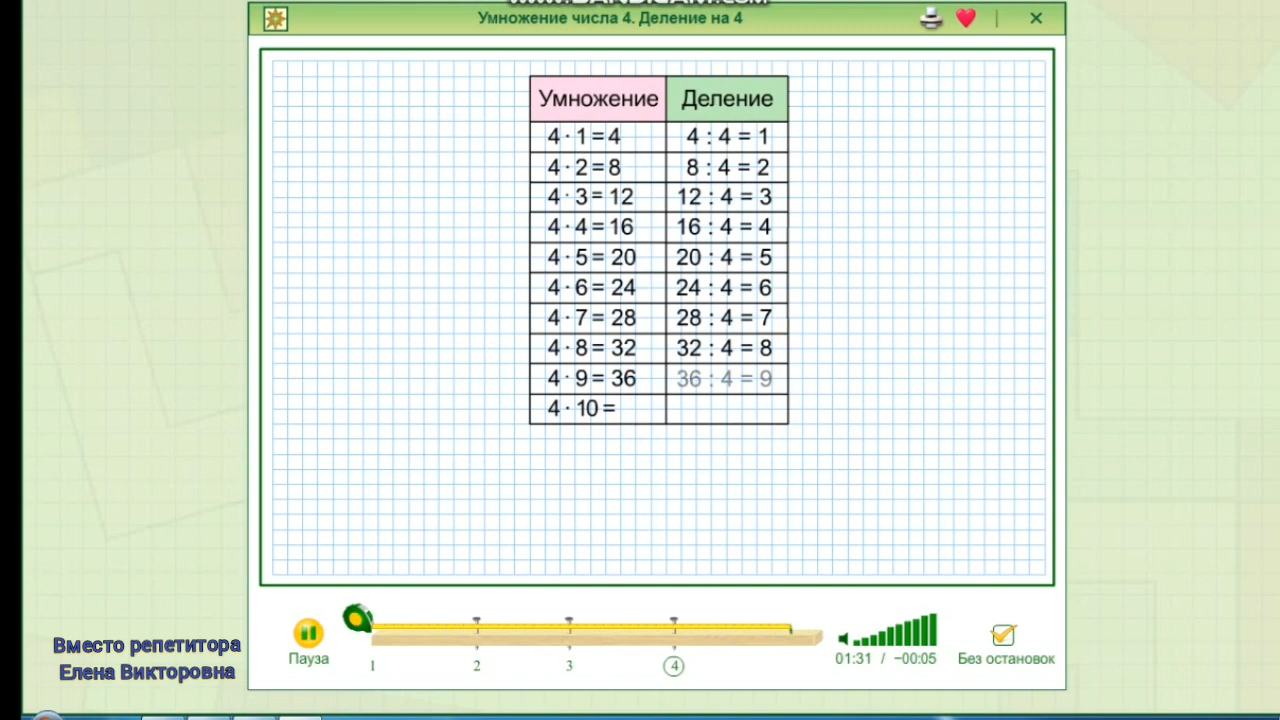 Умножение числа 4. Деление на 4
Умножение Деление
4 · 1 = 4 4 : 4 = 1
4 · 2 = 8 8 : 4 = 2
4 · 3 = 12 12 : 4 = 3
4 · 4 = 16 16 : 4 = 4
4 · 5 = 20 20 : 4 = 5
4 · 6 = 24 24 : 4 = 6
4 · 7 = 28 28 : 4 = 7
4 · 8 = 32 32 : 4 = 8
4 · 9 = 36 36 : 4 = 9
4 · 10 =
Вместо репетитора
Елена Викторовна
Пауза
1 2 3 4
01:31 / −00:05
Без остановок